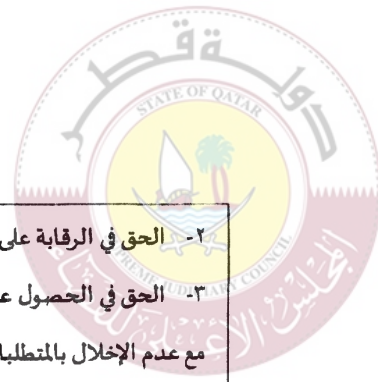 دولة قطر
STATE OF QATAR
٢- الحق في الرقابة على
٣- الحق في الحصول
مع عدم الإخلال بالمتطلبا
SUPREME JUDICIARY COUNCIL
المجلس الأعلى للقضاء